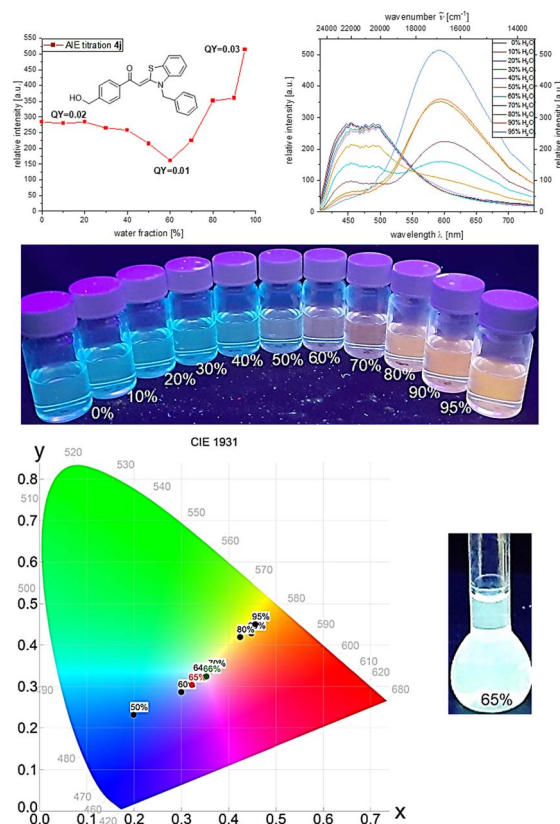 AIE titration 4j
QY=0.02
QY=0.01
QY=0.03
HO
O
S
N
550
500
450
400
350
300
250
200
150
100
50
0
0 20 40 60 80 100
relative intensity [a.u.]
water fraction [%]
wavenumber ṽ [cm⁻¹]
24000 22000 20000 18000 16000 14000
0% H₂O
10% H₂O
20% H₂O
30% H₂O
40% H₂O
50% H₂O
60% H₂O
70% H₂O
80% H₂O
90% H₂O
95% H₂O
500
400
300
200
100
0
relative intensity [a.u.]
500
400
300
200
100
0
relative intensity [a.u.]
450 500 550 600 650 700
wavelength λ [nm]
0%
10%
20%
30%
40%
50%
60%
70%
80%
90%
95%
CIE 1931
y
0.8
0.7
0.6
0.5
0.4
0.3
0.2
0.1
0.0
0.0 0.1 0.2 0.3 0.4 0.5 0.6 0.7
x
520
530
540
550
560
570
580
590
600
610
620
680
510
500
480
470
460
420
95%
80%
70%
66%
65%
50%
65%